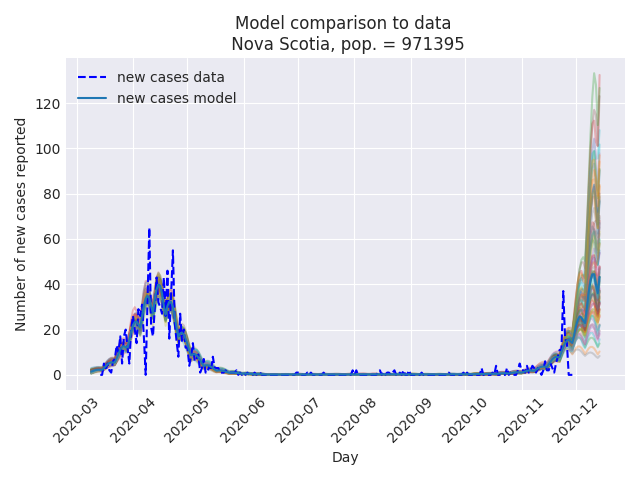 Model comparison to data
Nova Scotia, pop. = 971395
new cases data
new cases model
Number of new cases reported
120
100
80
60
40
20
0
2020-03
2020-04
2020-05
2020-06
2020-07
2020-08
2020-09
2020-10
2020-11
2020-12
Day